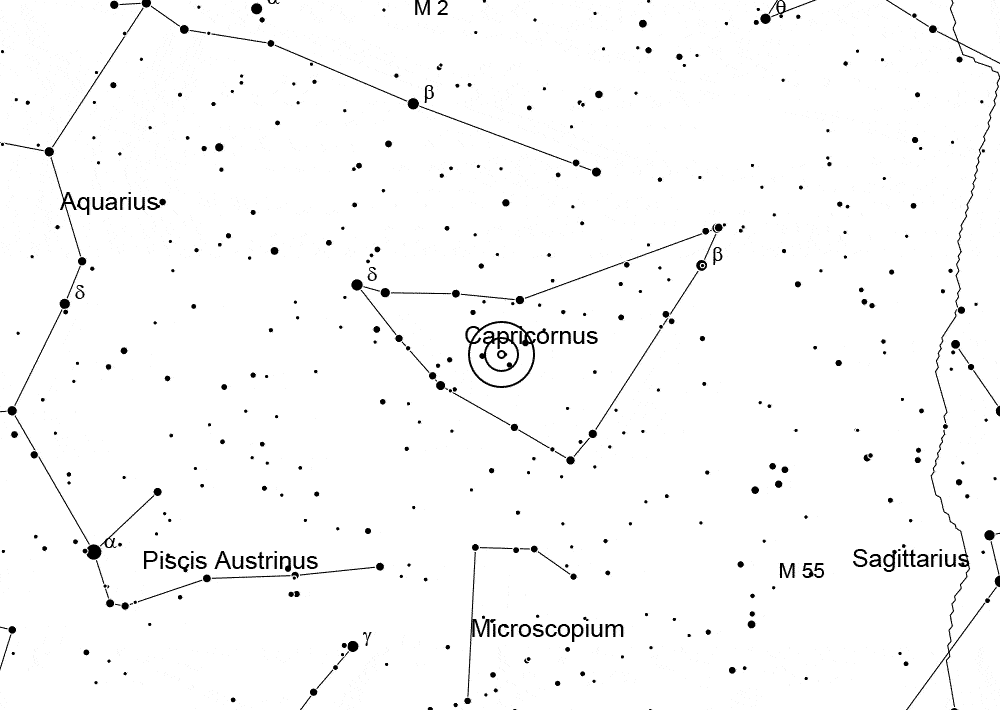 α
M 2
θ
β
Aquarius
β
δ
δ
Capricornus
α
Piscis Austrinus
Sagittarius
M 55
Microscopium
γ